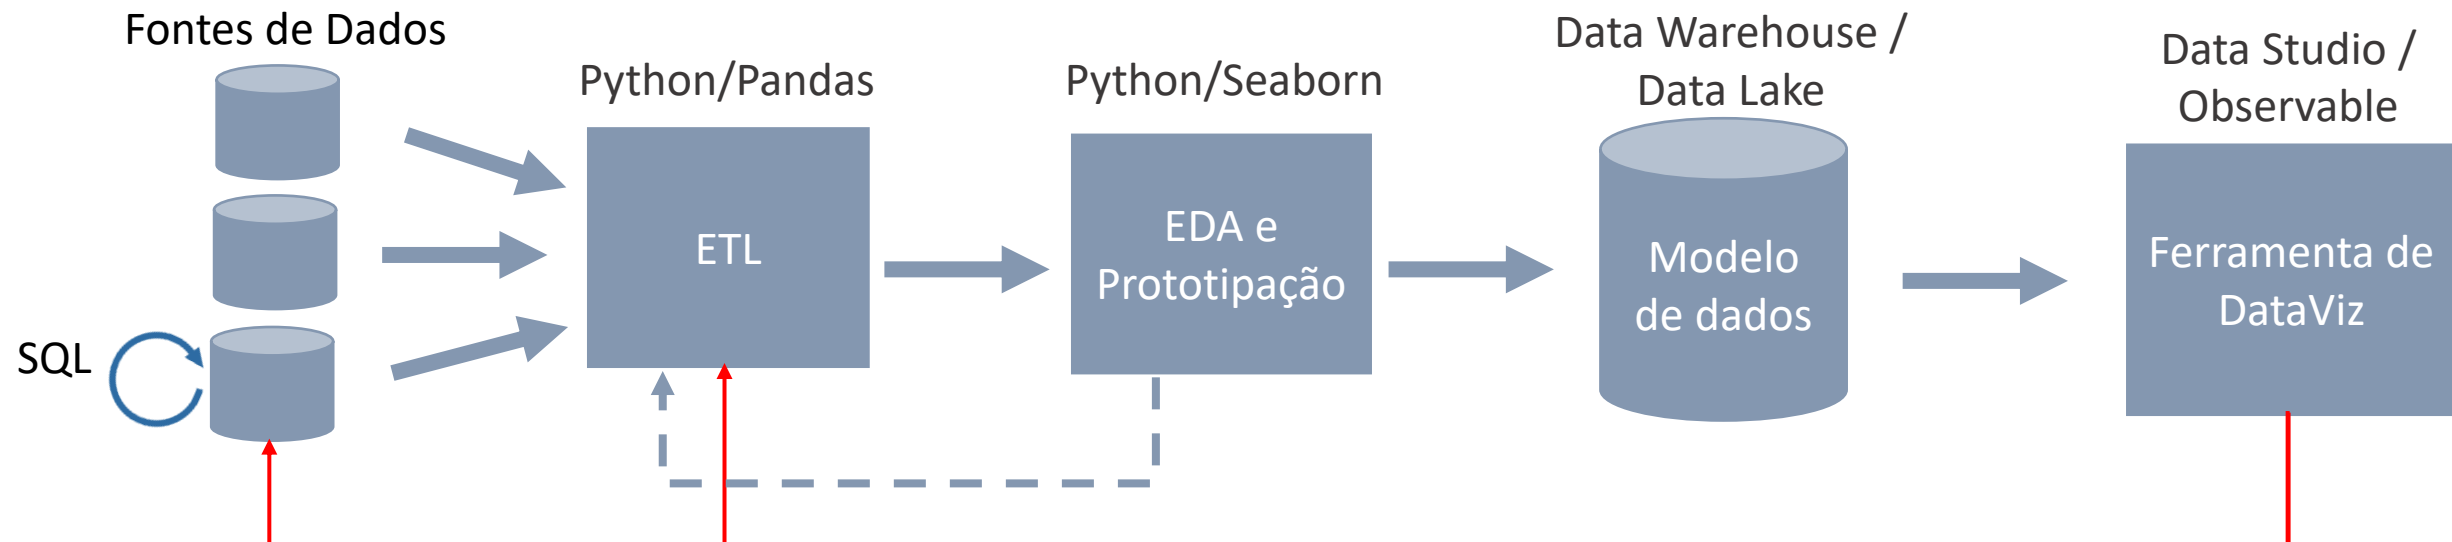 Fontes de Dados
SQL
Python/Pandas
ETL
Python/Seaborn
EDA e
Prototipação
Data Warehouse /
Data Lake
Modelo
de dados
Data Studio /
Observable
Ferramenta de
DataViz